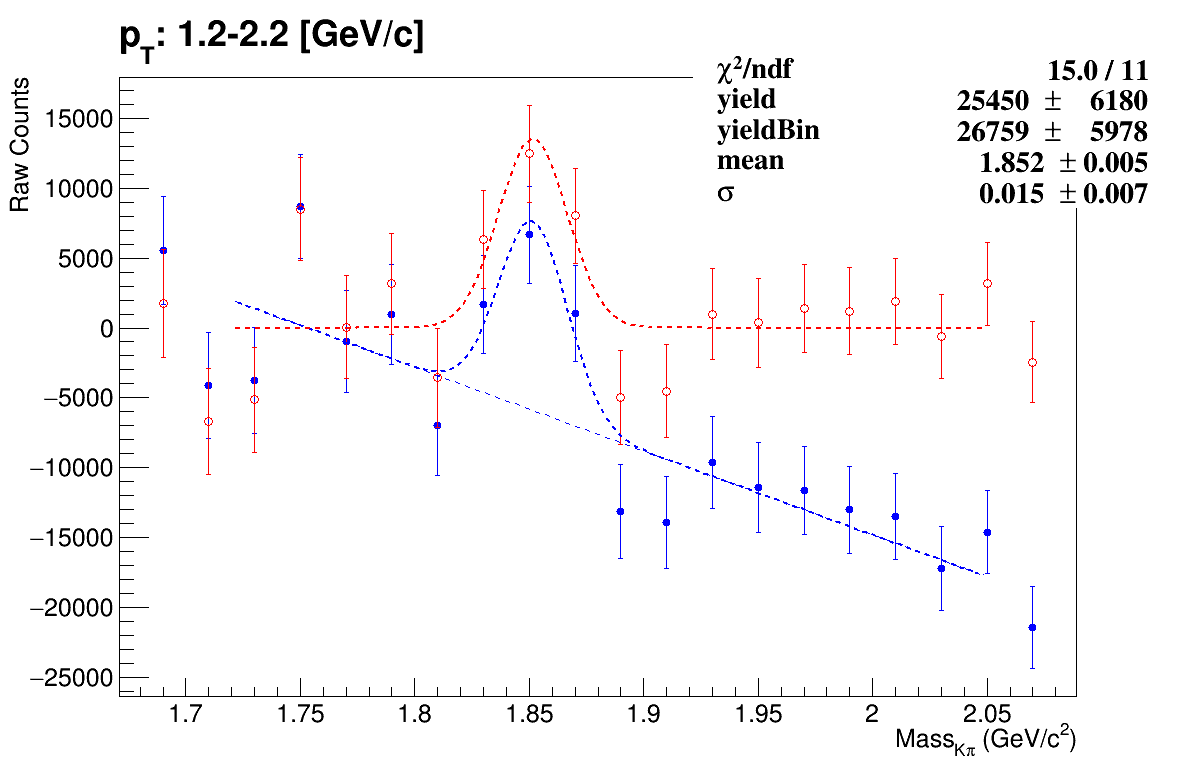 p_T: 1.2-2.2 [GeV/c]
χ²/ndf 15.0 / 11
yield 25450 ± 6180
yieldBin 26759 ± 5978
mean 1.852 ±0.005
σ 0.015 ±0.007
Raw Counts
15000
10000
5000
0
−5000
−10000
−15000
−20000
−25000
1.7 1.75 1.8 1.85 1.9 1.95 2 2.05
Mass_Kπ (GeV/c²)